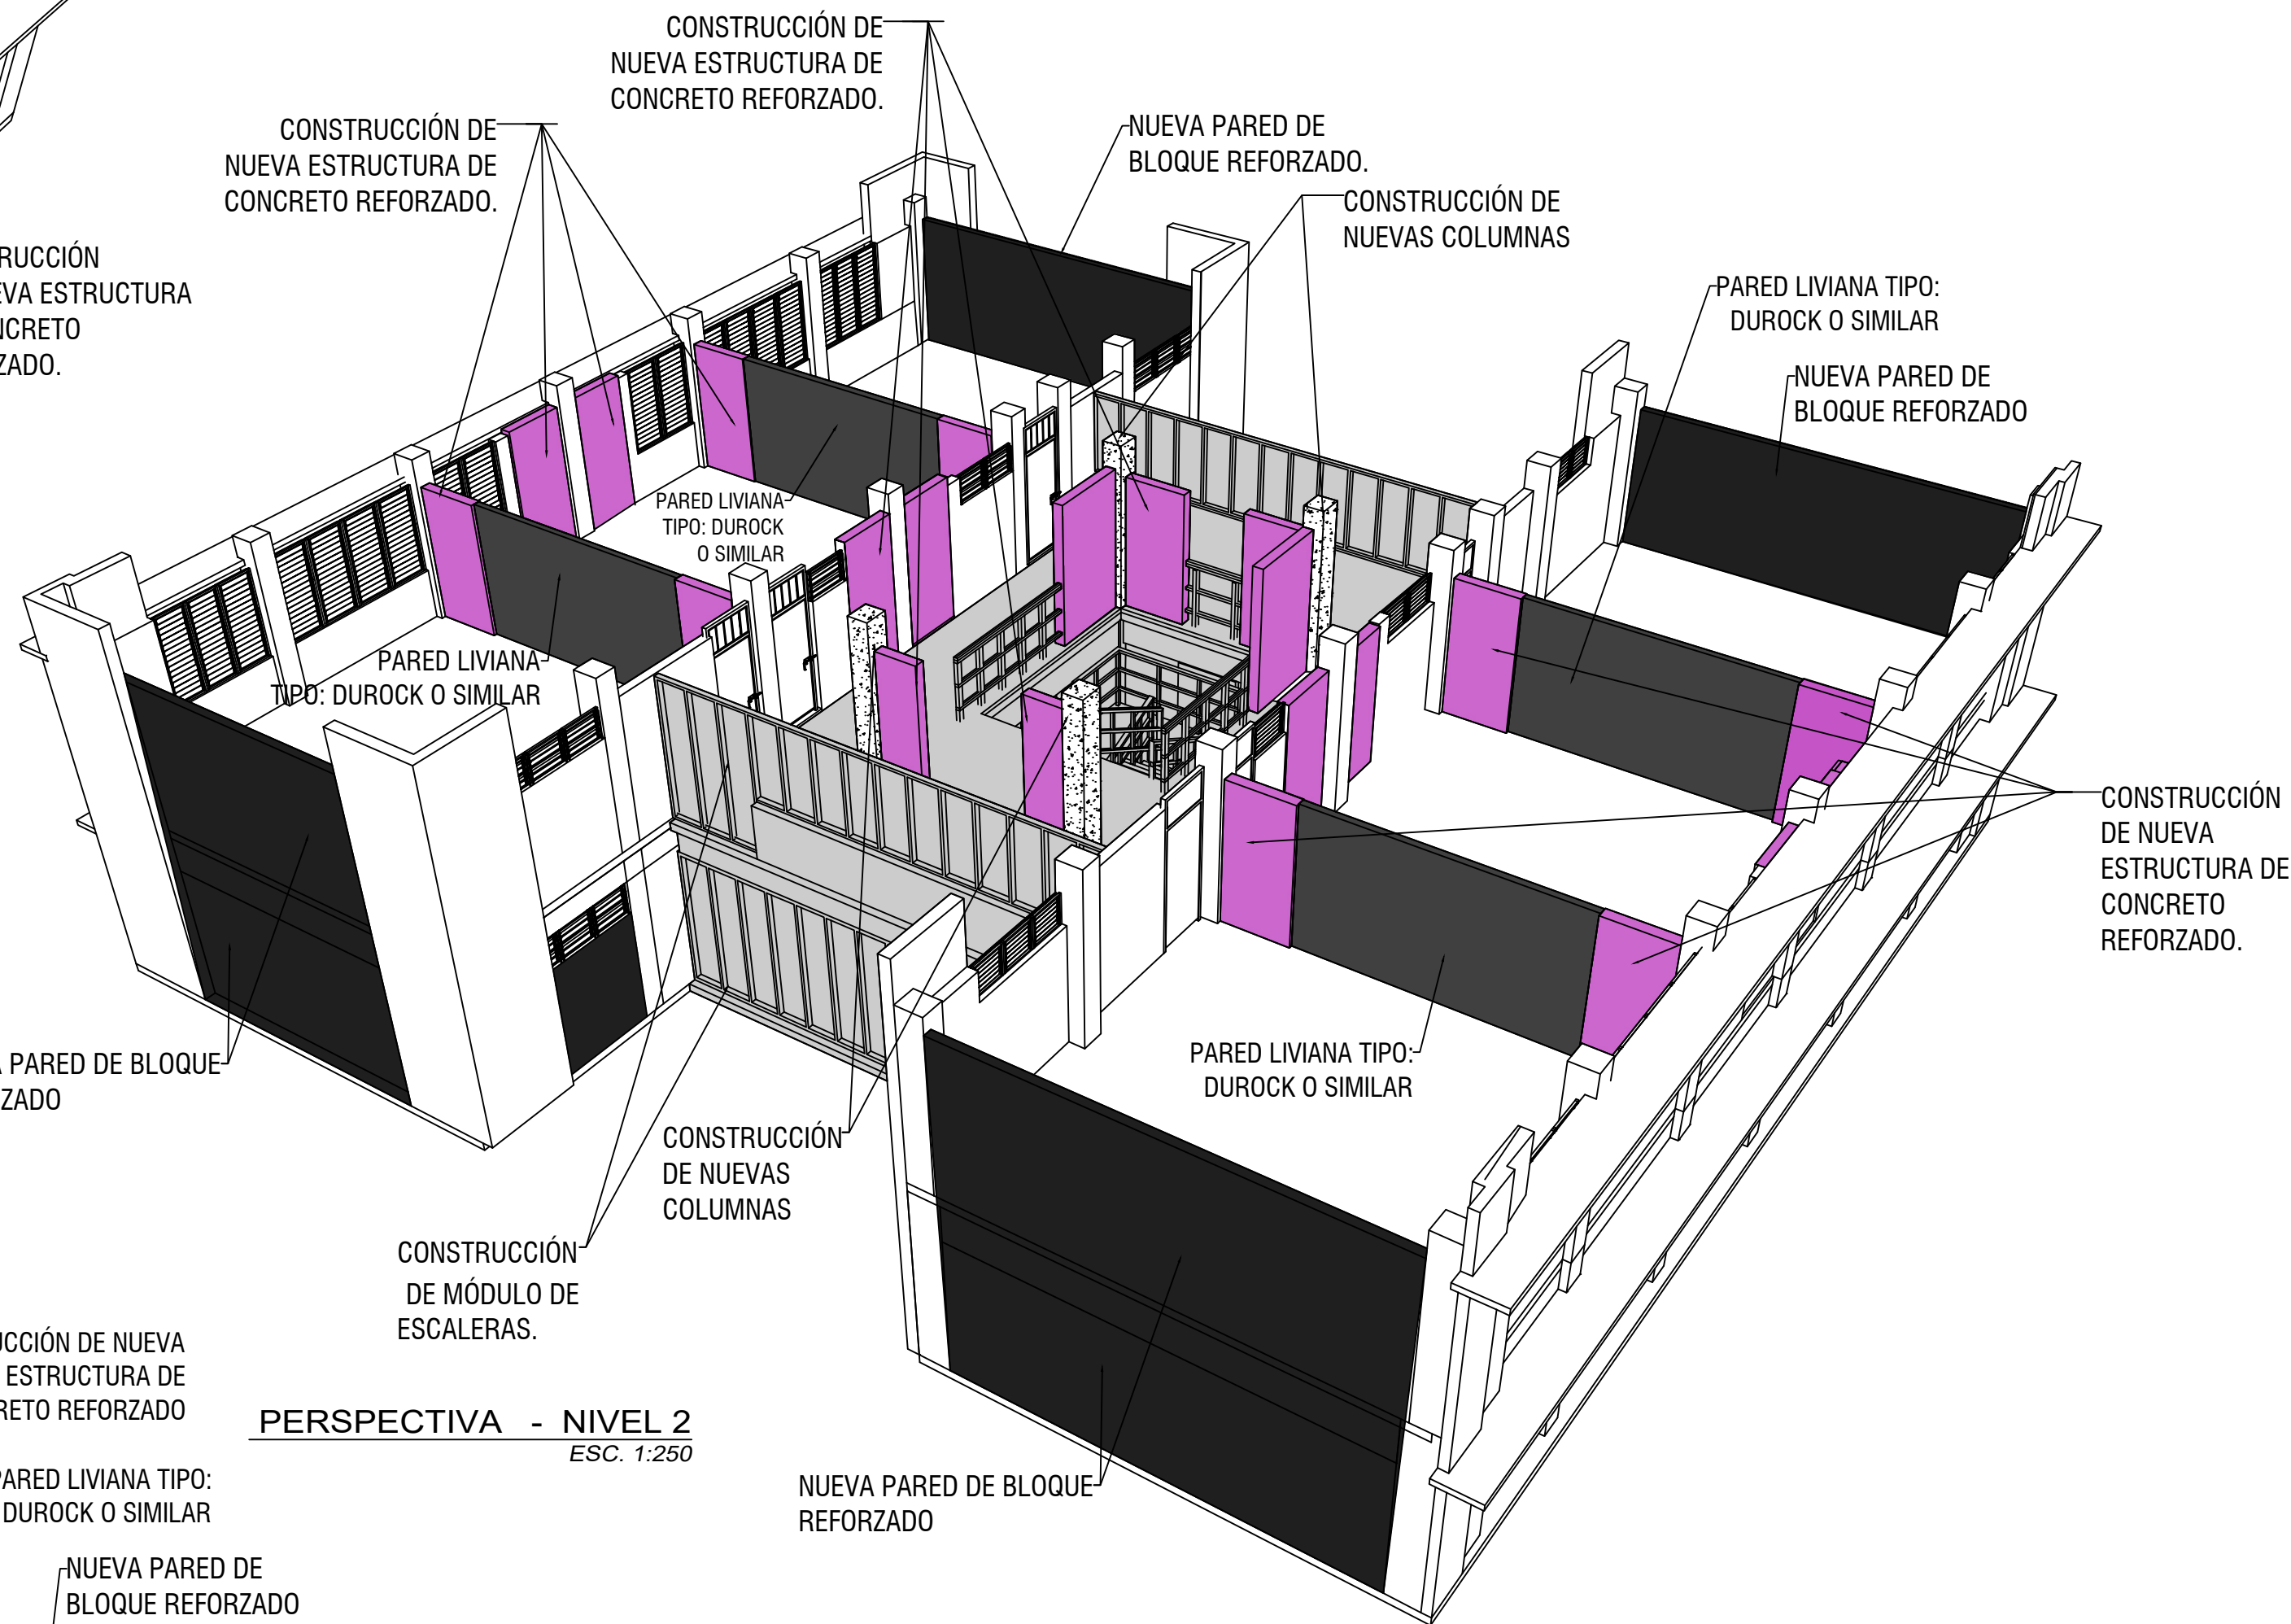 CONSTRUCCIÓN DE
NUEVA ESTRUCTURA DE
CONCRETO REFORZADO.
CONSTRUCCIÓN DE
NUEVA ESTRUCTURA DE
CONCRETO REFORZADO.
NUEVA PARED DE
BLOQUE REFORZADO.
CONSTRUCCIÓN DE
NUEVAS COLUMNAS
RUCCIÓN
EVA ESTRUCTURA
NCRETO
ZADO.
PARED LIVIANA TIPO:
DUROCK O SIMILAR
NUEVA PARED DE
BLOQUE REFORZADO
PARED LIVIANA
TIPO: DUROCK
O SIMILAR
PARED LIVIANA
TIPO: DUROCK O SIMILAR
CONSTRUCCIÓN
DE NUEVA
ESTRUCTURA DE
CONCRETO
REFORZADO.
A PARED DE BLOQUE
ZADO
PARED LIVIANA TIPO:
DUROCK O SIMILAR
CONSTRUCCIÓN
DE NUEVAS
COLUMNAS
CONSTRUCCIÓN
DE MÓDULO DE
ESCALERAS.
UCCIÓN DE NUEVA
ESTRUCTURA DE
RETO REFORZADO
PERSPECTIVA - NIVEL 2
ESC. 1:250
PARED LIVIANA TIPO:
DUROCK O SIMILAR
NUEVA PARED DE BLOQUE
REFORZADO
NUEVA PARED DE
BLOQUE REFORZADO